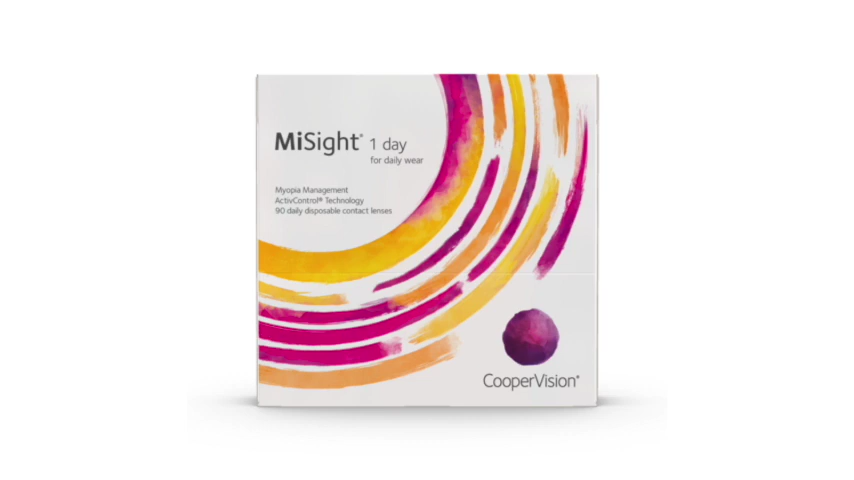 MiSight® 1 day
for daily wear
Myopia Management
ActivControl® Technology
90 daily disposable contact lenses
CooperVision®